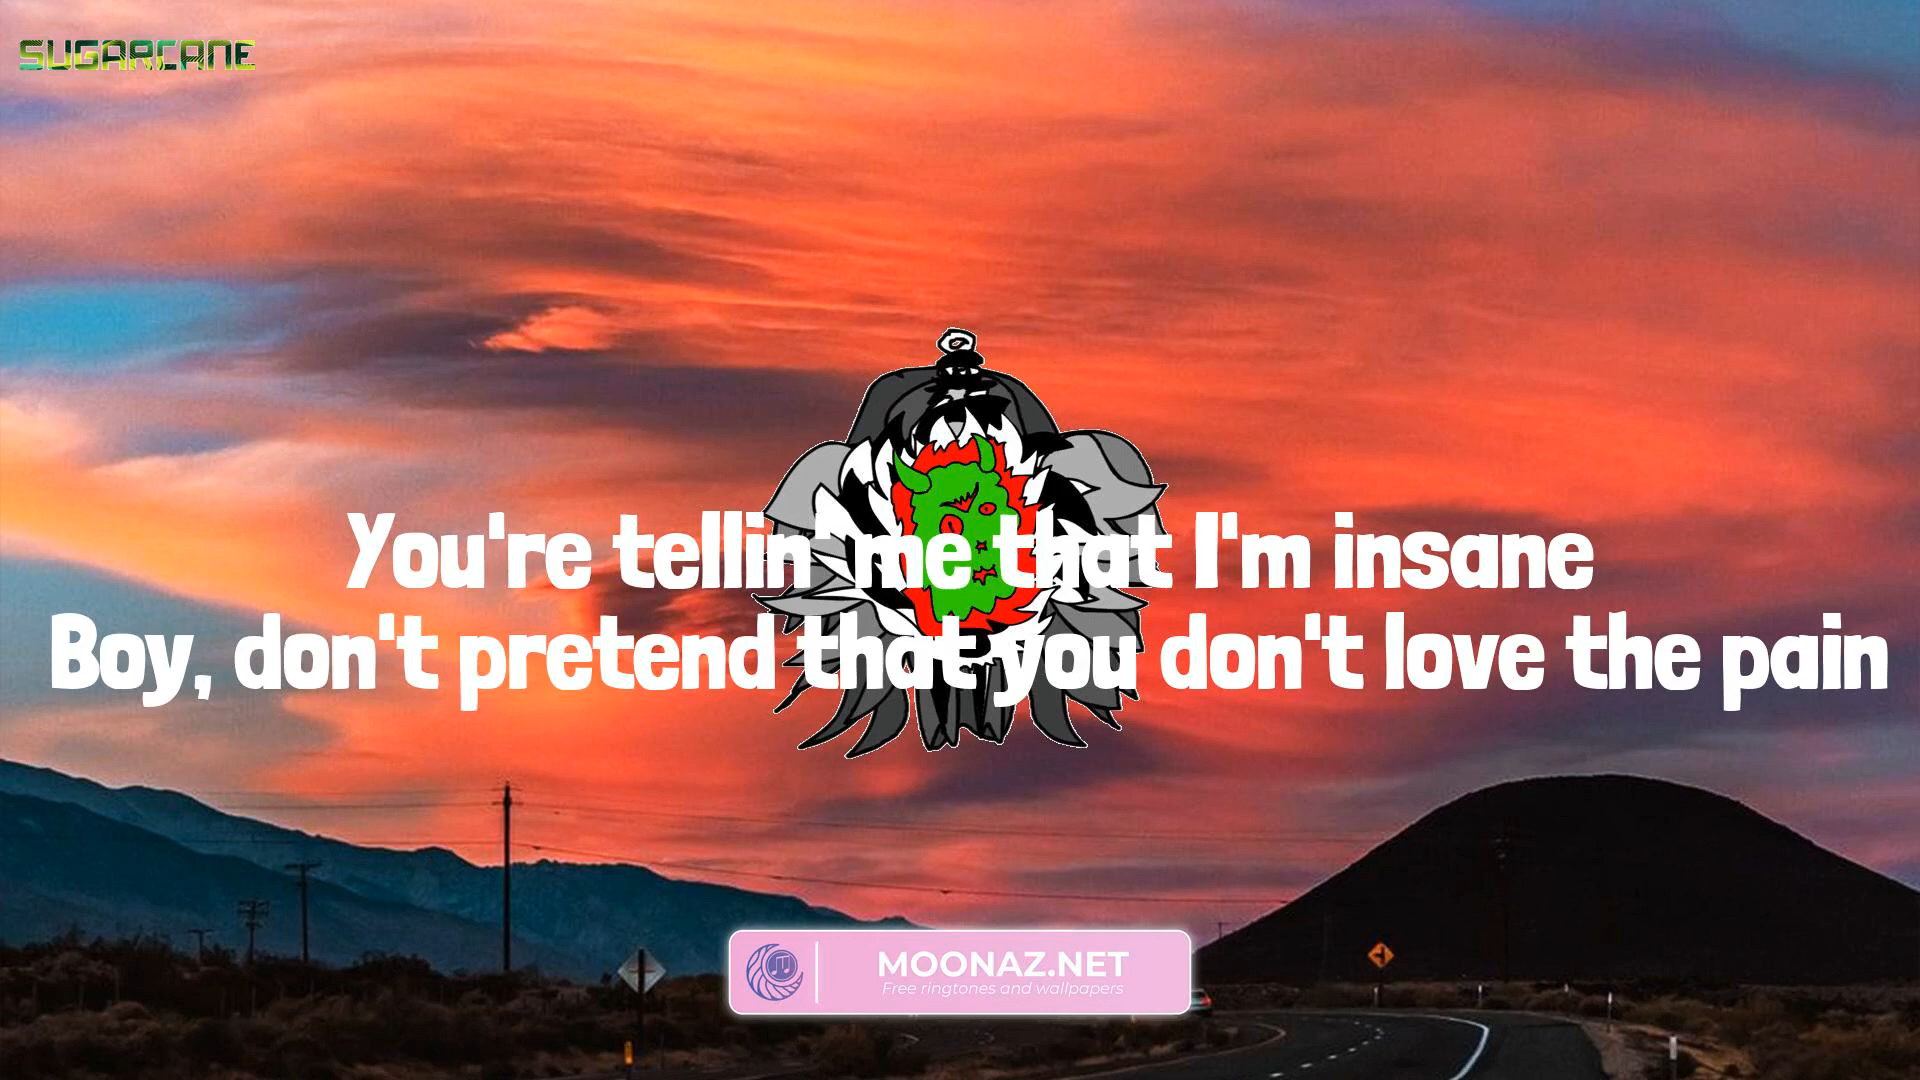 SUGARCANE
You're tellin' me that I'm insane
Boy, don't pretend that you don't love the pain
MOONAZ.NET
Free ringtones and wallpapers